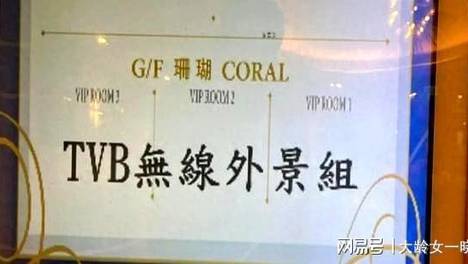 G/F 珊瑚 CORAL
VIP ROOM 3 VIP ROOM 2 VIP ROOM 1
TVB無線外景組
网易号 大龄女一晓